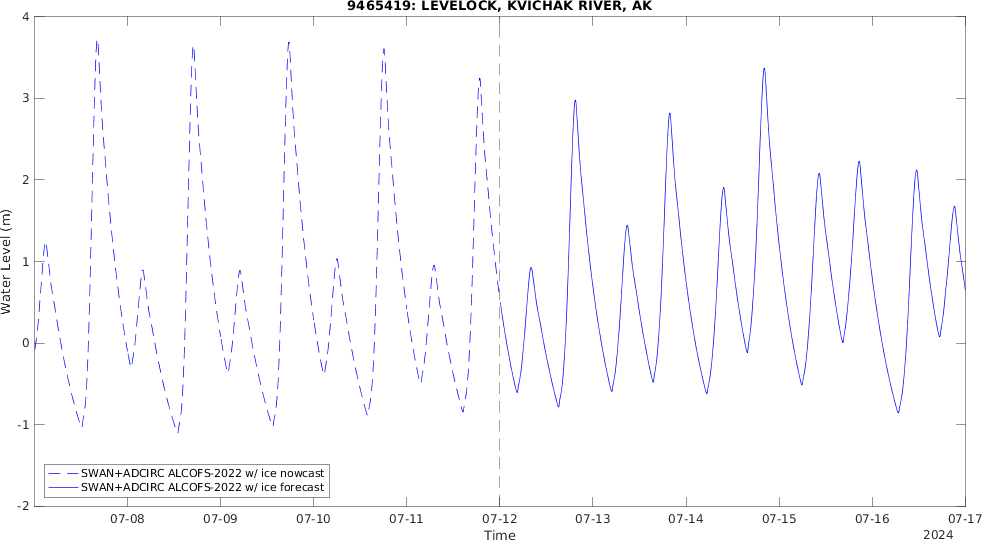 9465419: LEVELOCK, KVICHAK RIVER, AK
4
3
2
1
0
-1
-2
Water Level (m)
SWAN+ADCIRC ALCOFS-2022 w/ ice nowcast
SWAN+ADCIRC ALCOFS-2022 w/ ice forecast
07-08 07-09 07-10 07-11 07-12 07-13 07-14 07-15 07-16 07-17
Time
2024